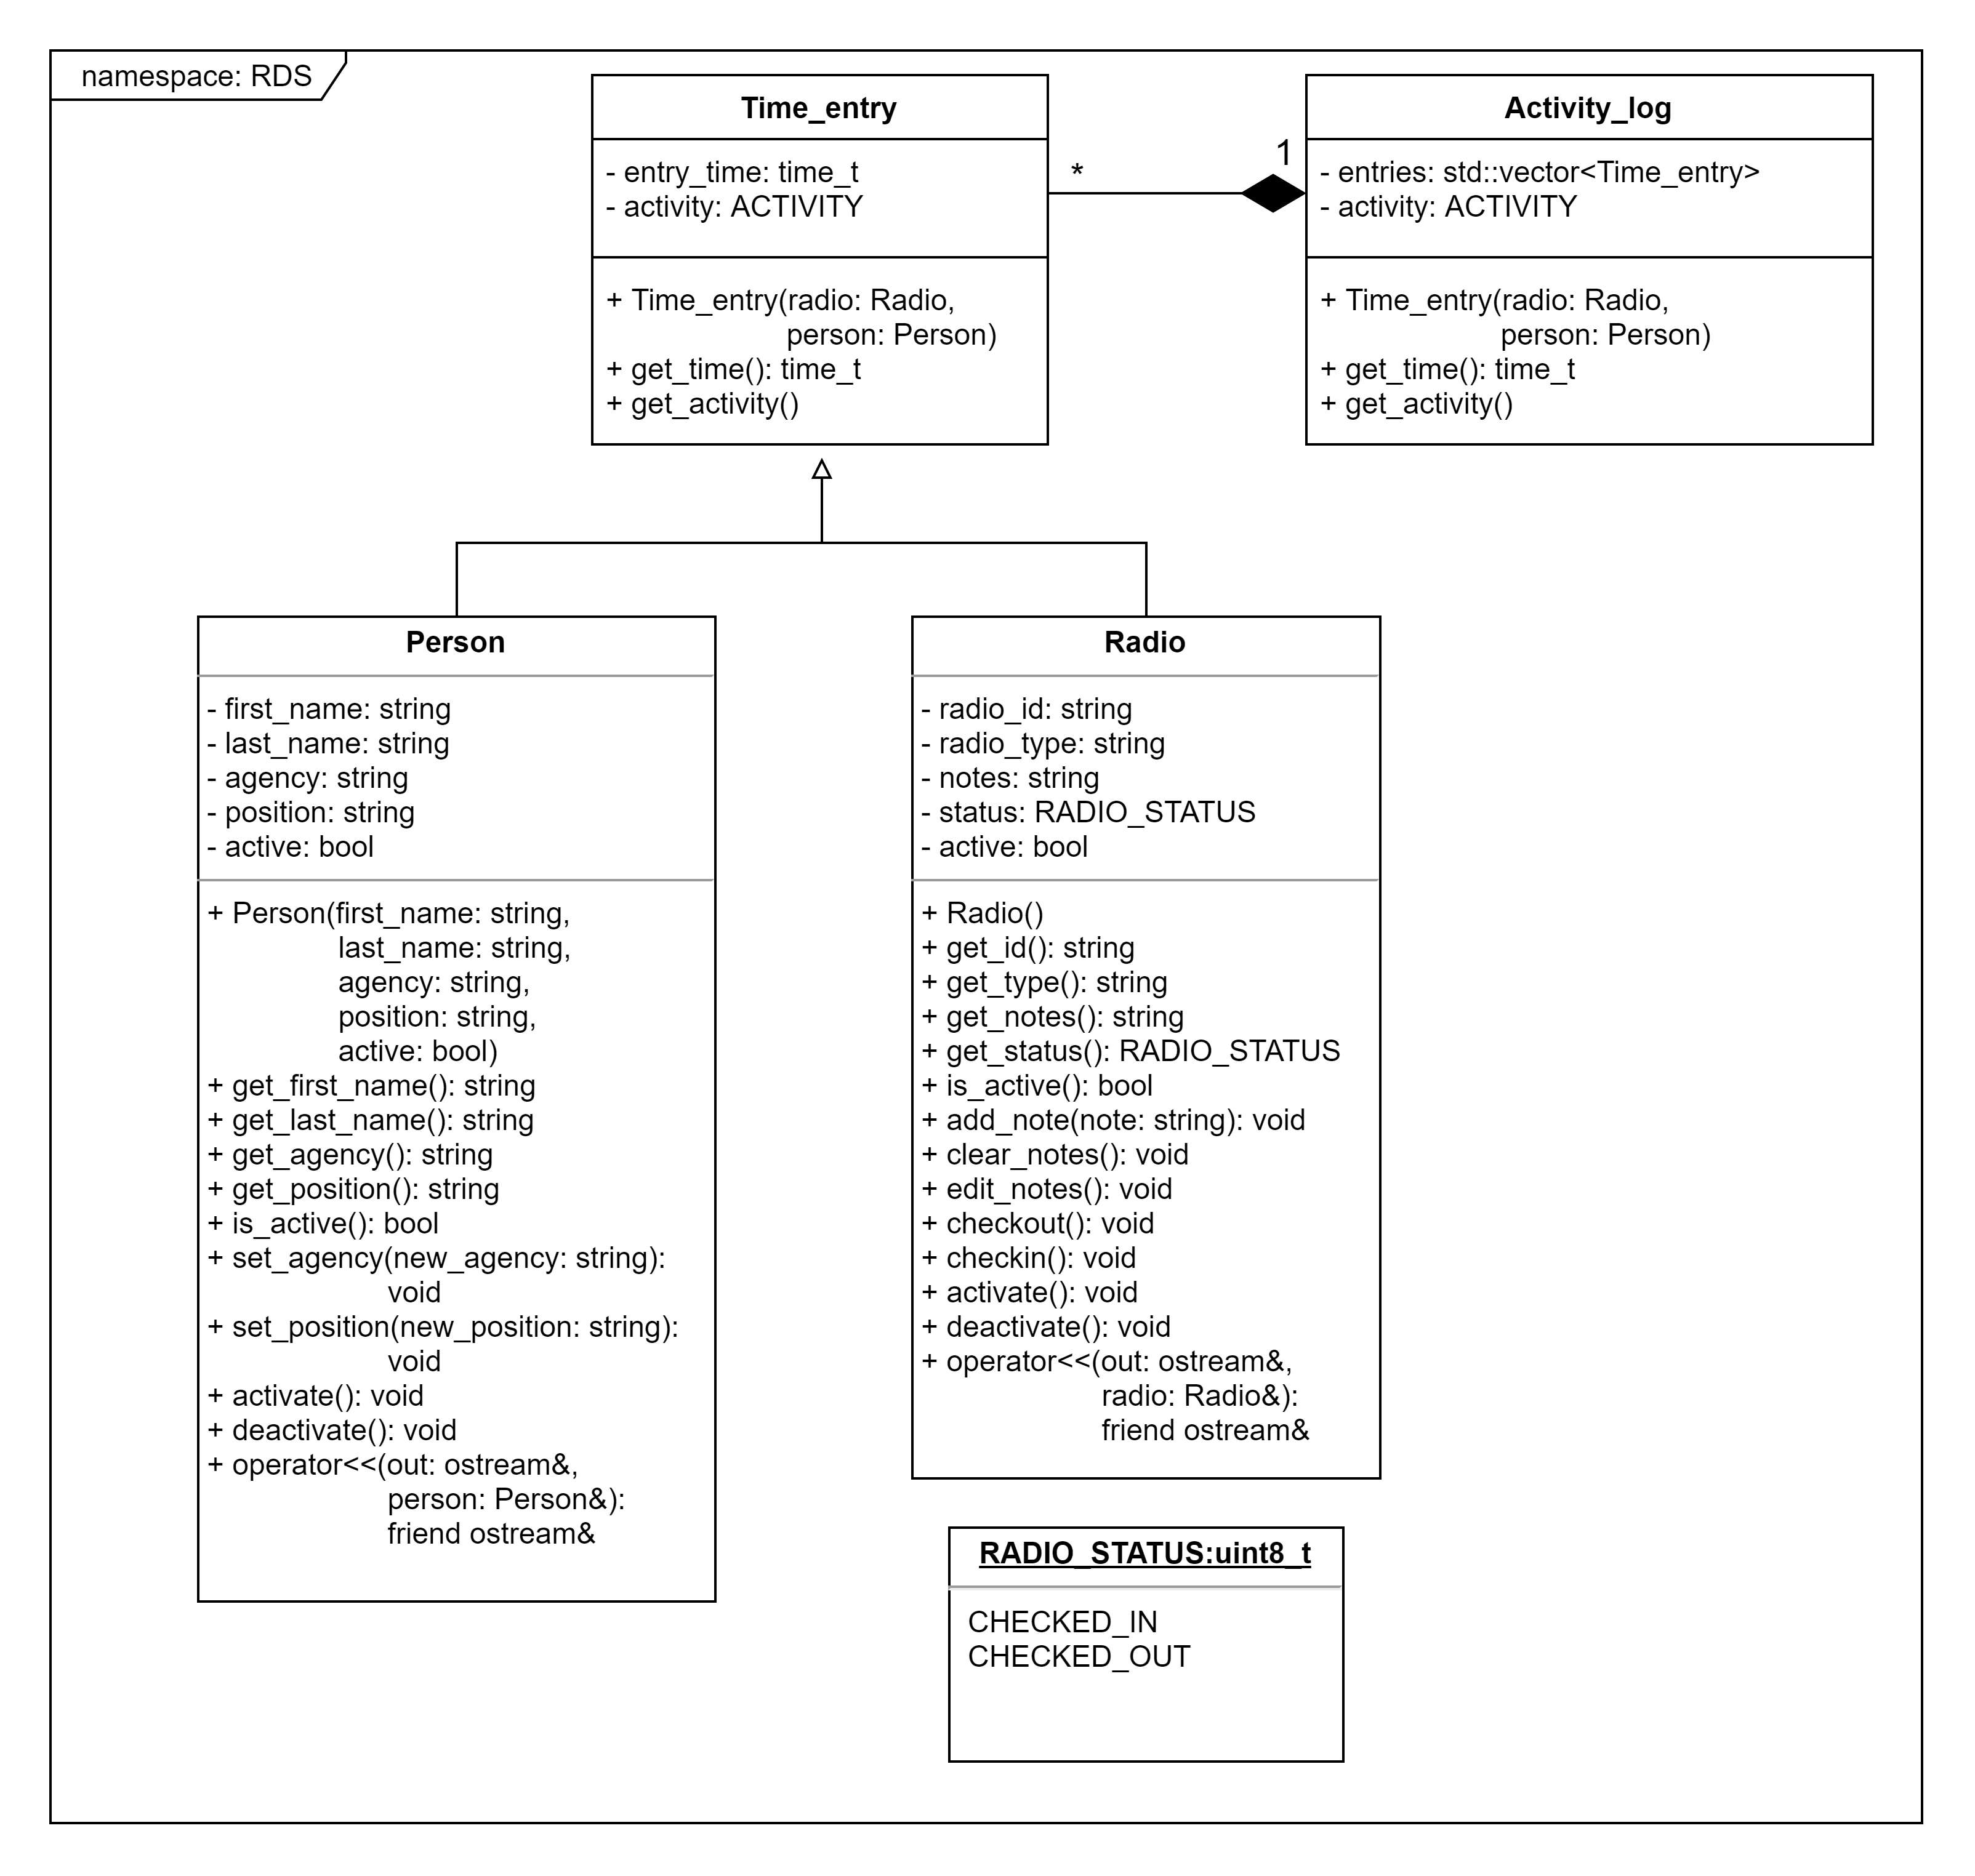 namespace: RDS
Time_entry
- entry_time: time_t
- activity: ACTIVITY
+ Time_entry(radio: Radio,
person: Person)
+ get_time(): time_t
+ get_activity()
*
1
Activity_log
- entries: std::vector<Time_entry>
- activity: ACTIVITY
+ Time_entry(radio: Radio,
person: Person)
+ get_time(): time_t
+ get_activity()
Person
- first_name: string
- last_name: string
- agency: string
- position: string
- active: bool
+ Person(first_name: string,
last_name: string,
agency: string,
position: string,
active: bool)
+ get_first_name(): string
+ get_last_name(): string
+ get_agency(): string
+ get_position(): string
+ is_active(): bool
+ set_agency(new_agency: string):
void
+ set_position(new_position: string):
void
+ activate(): void
+ deactivate(): void
+ operator<<(out: ostream&,
person: Person&):
friend ostream&
Radio
- radio_id: string
- radio_type: string
- notes: string
- status: RADIO_STATUS
- active: bool
+ Radio()
+ get_id(): string
+ get_type(): string
+ get_notes(): string
+ get_status(): RADIO_STATUS
+ is_active(): bool
+ add_note(note: string): void
+ clear_notes(): void
+ edit_notes(): void
+ checkout(): void
+ checkin(): void
+ activate(): void
+ deactivate(): void
+ operator<<(out: ostream&,
radio: Radio&):
friend ostream&
RADIO_STATUS:uint8_t
CHECKED_IN
CHECKED_OUT